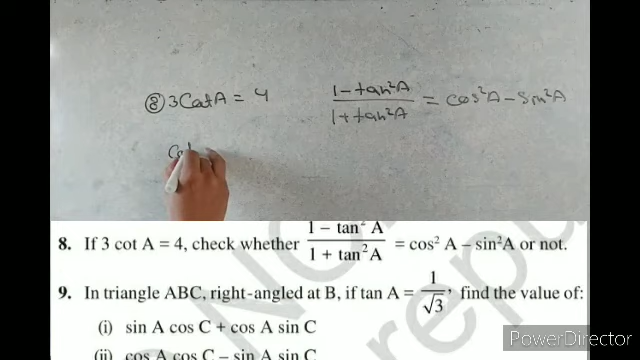 ⑧ 3CotA = 4
1 - tan²A / 1 + tan²A = cos²A - sin²A
Cot
8. If 3 cot A = 4, check whether 1 – tan² A / 1 + tan² A = cos² A – sin²A or not.
9. In triangle ABC, right-angled at B, if tan A = 1/√3, find the value of:
(i) sin A cos C + cos A sin C
(ii) cos A cos C – sin A sin C
PowerDirector